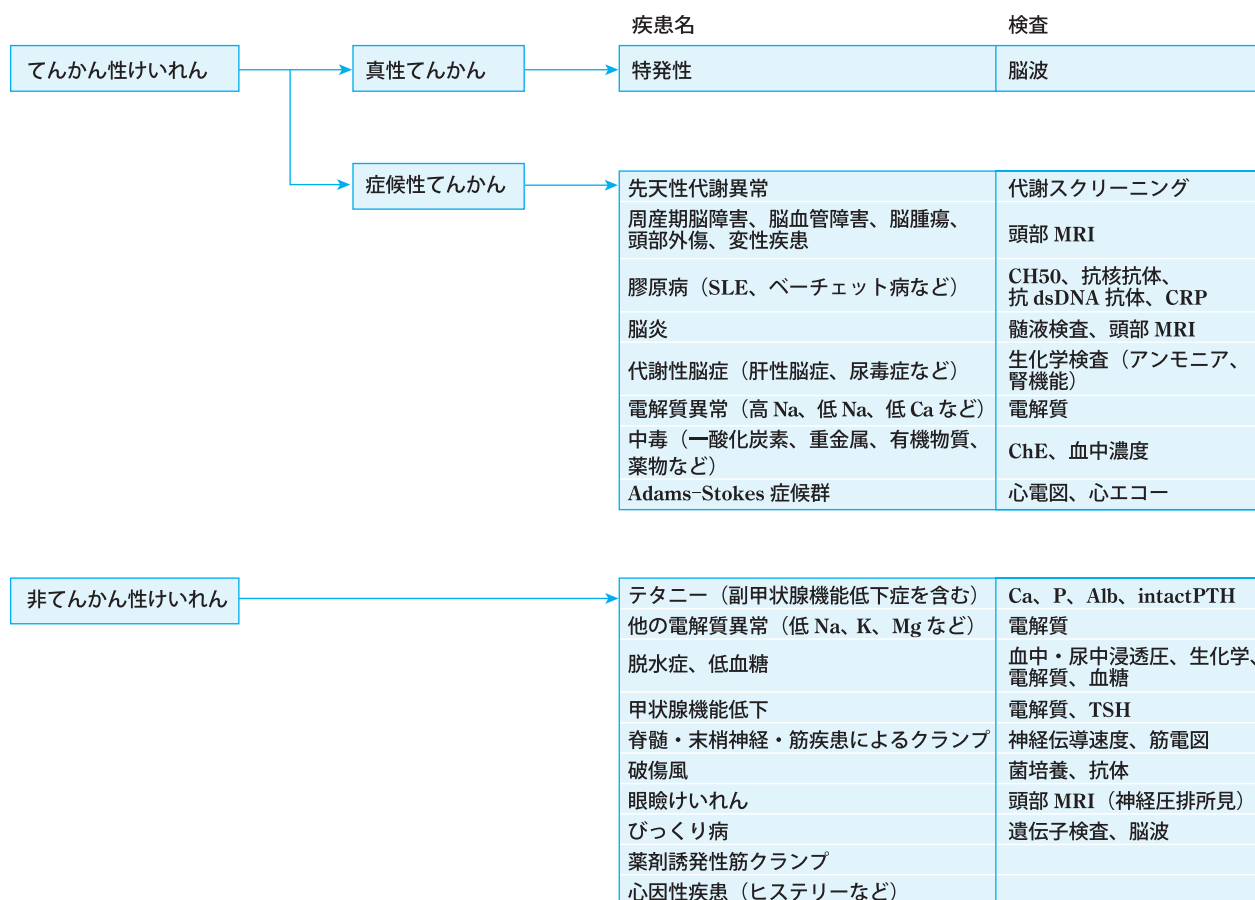 疾患名 検査
てんかん性けいれん 真性てんかん 特発性 脳波
症候性てんかん 先天性代謝異常 代謝スクリーニング
周産期脳障害、脳血管障害、脳腫瘍、
頭部外傷、変性疾患
頭部 MRI
膠原病（SLE、ベーチェット病など）
CH50、抗核抗体、
抗 dsDNA 抗体、CRP
脳炎 髄液検査、頭部 MRI
代謝性脳症（肝性脳症、尿毒症など）
生化学検査（アンモニア、
腎機能）
電解質異常（高 Na、低 Na、低 Ca など） 電解質
中毒（一酸化炭素、重金属、有機物質、
薬物など）
ChE、血中濃度
Adams-Stokes 症候群 心電図、心エコー
非てんかん性けいれん テタニー（副甲状腺機能低下症を含む） Ca、P、Alb、intactPTH
他の電解質異常（低 Na、K、Mg など） 電解質
脱水症、低血糖
血中・尿中浸透圧、生化学、
電解質、血糖
甲状腺機能低下 電解質、TSH
脊髄・末梢神経・筋疾患によるクランプ 神経伝導速度、筋電図
破傷風 菌培養、抗体
眼瞼けいれん 頭部 MRI（神経圧排所見）
びっくり病 遺伝子検査、脳波
薬剤誘発性筋クランプ
心因性疾患（ヒステリーなど）